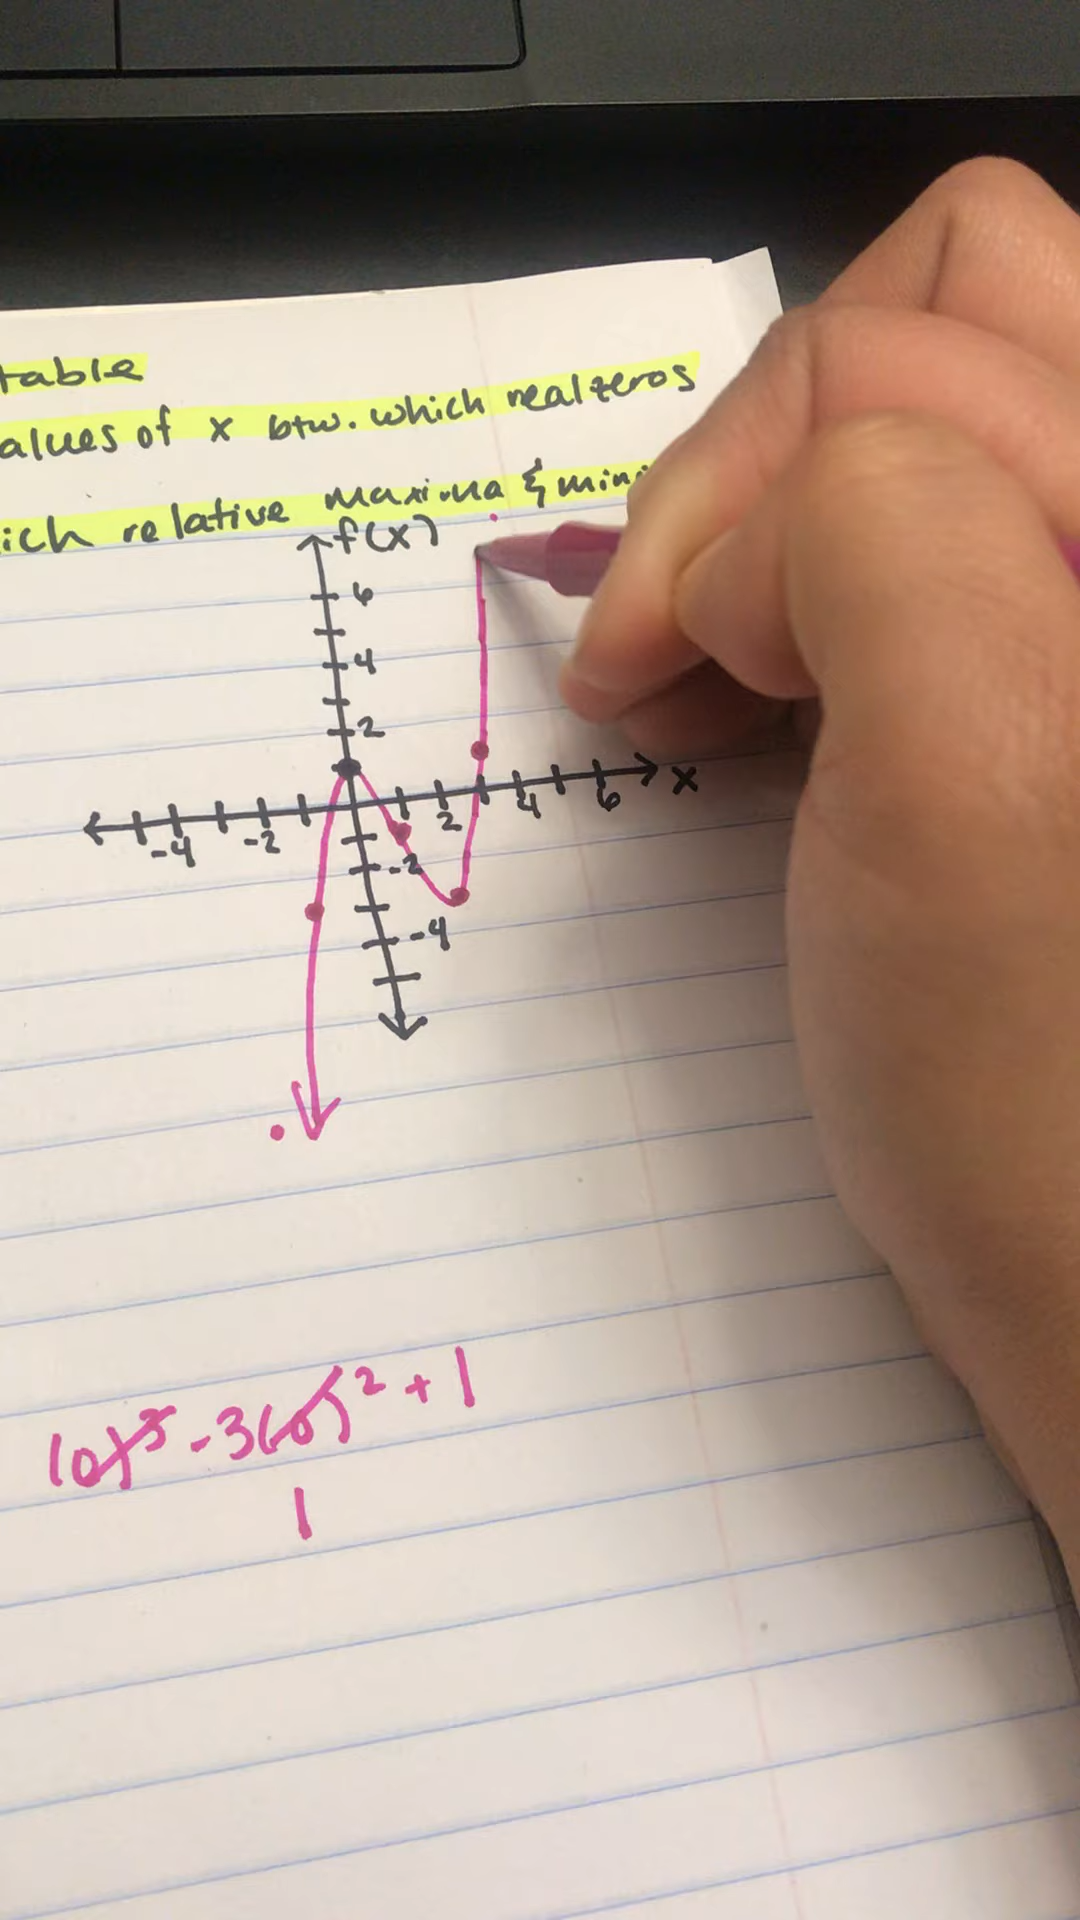 table
alues of x btw. which real zeros
ich relative maxima & mini
f(x)
6
4
2
x
-4 -2 2 4 6
-2
-4
(0)³ - 3(0)² + 1
1